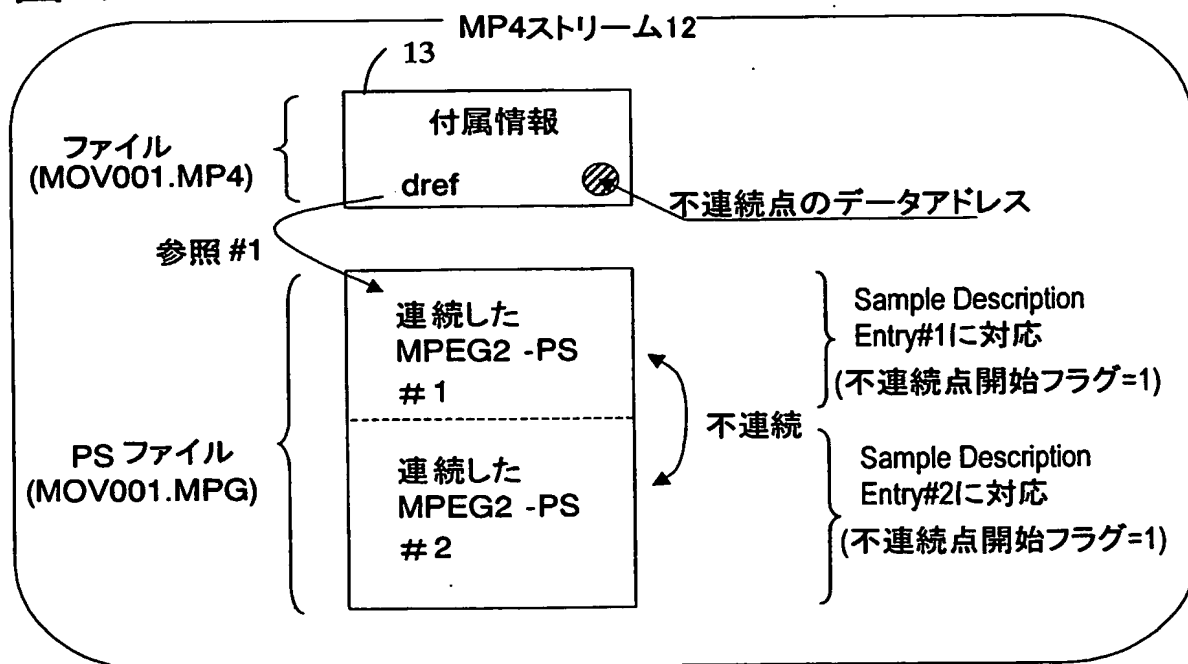 MP4ストリーム12
13
付属情報
ファイル
(MOV001.MP4)
dref
不連続点のデータアドレス
参照 #1
連続した
MPEG2 -PS
#1
Sample Description
Entry#1に対応
(不連続点開始フラグ=1)
不連続
PS ファイル
(MOV001.MPG)
連続した
MPEG2 -PS
#2
Sample Description
Entry#2に対応
(不連続点開始フラグ=1)